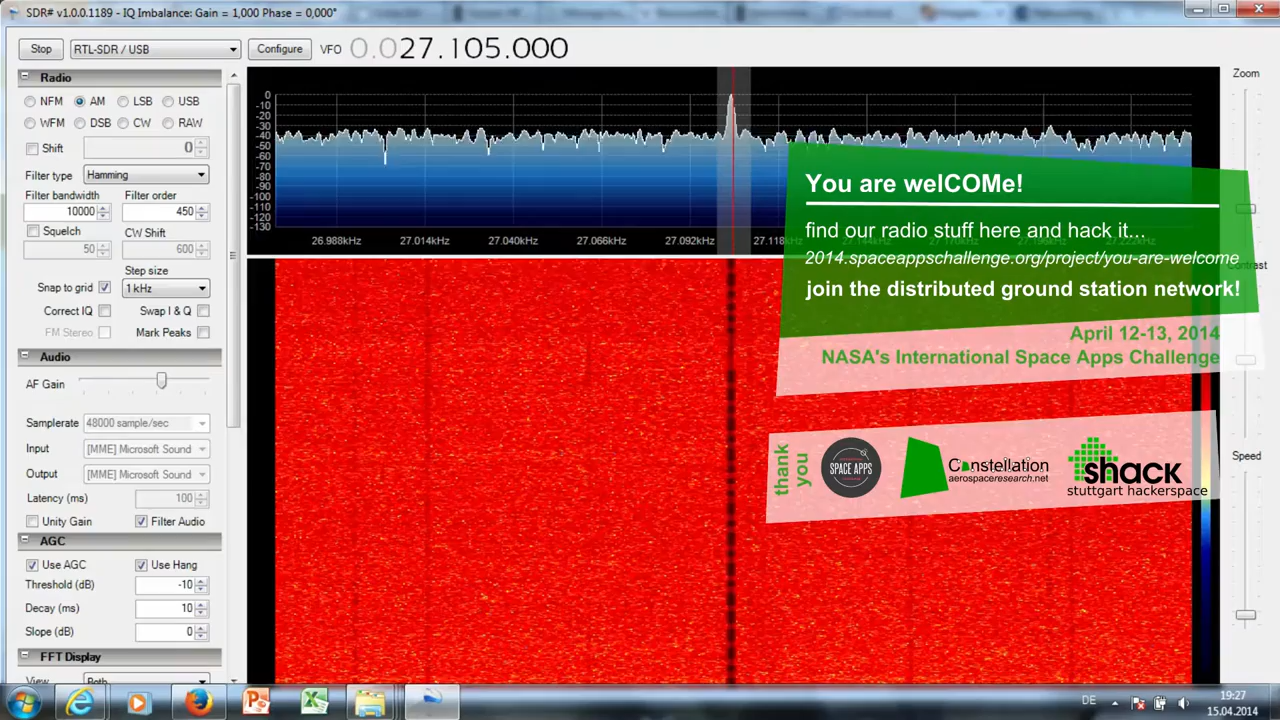 SDR# v1.0.0.1189 - IQ Imbalance: Gain = 1,000 Phase = 0,000°
Stop
RTL-SDR / USB
Configure
VFO
0.027.105.000
Radio
NFM
AM
LSB
USB
WFM
DSB
CW
RAW
Shift
0
Filter type
Hamming
Filter bandwidth
Filter order
10000
450
Squelch
CW Shift
50
600
Step size
Snap to grid
1 kHz
Correct IQ
Swap I & Q
FM Stereo
Mark Peaks
Audio
AF Gain
Samplerate
48000 sample/sec
Input
[MME] Microsoft Sound
Output
[MME] Microsoft Sound
Latency (ms)
100
Unity Gain
Filter Audio
AGC
Use AGC
Use Hang
Threshold (dB)
-10
Decay (ms)
10
Slope (dB)
0
FFT Display
View
Both
0
-10
-20
-30
-40
-50
-60
-70
-80
-90
-100
-110
-120
-130
26.988kHz
27.014kHz
27.040kHz
27.066kHz
27.092kHz
27.118kHz
27.170kHz
27.196kHz
27.222kHz
Zoom
Contrast
Speed
You are welCOMe!
find our radio stuff here and hack it...
2014.spaceappschallenge.org/project/you-are-welcome
join the distributed ground station network!
April 12-13, 2014
NASA's International Space Apps Challenge
thank
you
SPACE APPS
Constellation
aerospaceresearch.net
shack
stuttgart hackerspace
DE
19:27
15.04.2014